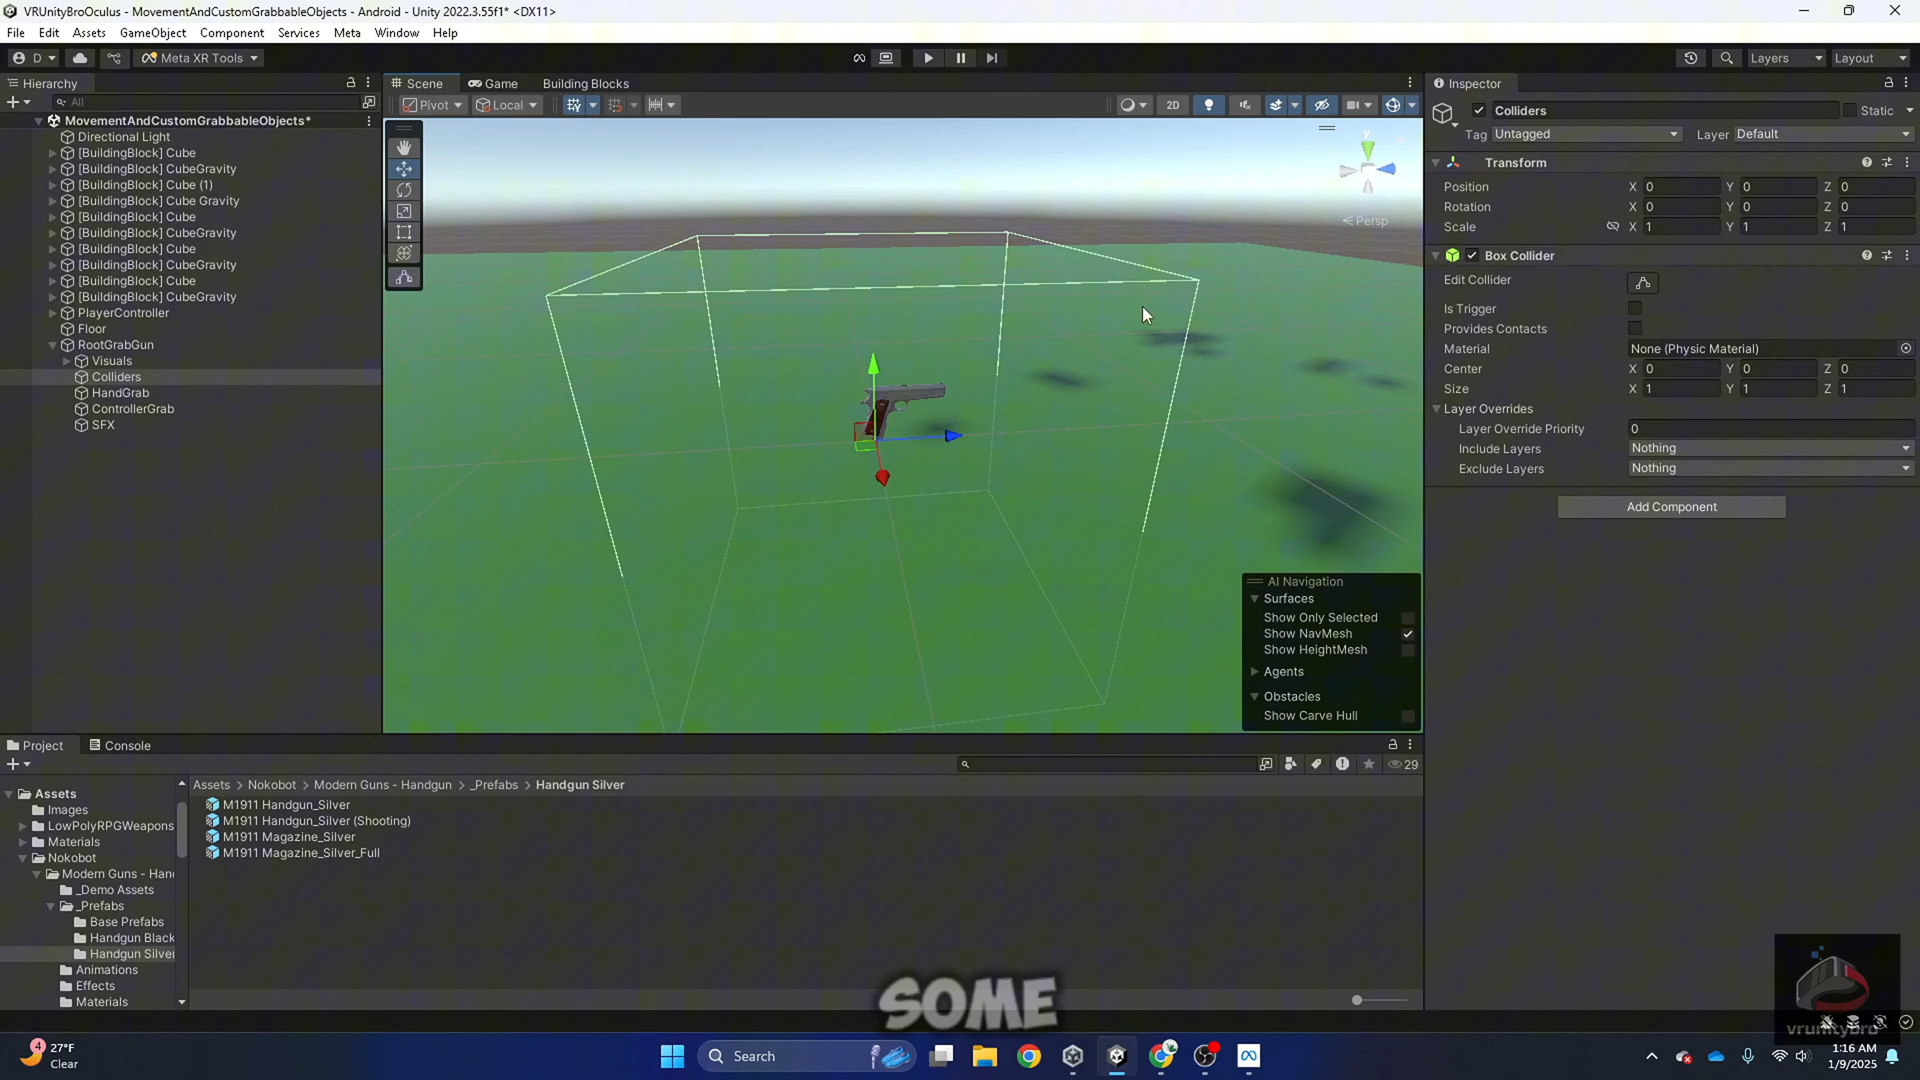 VRUnityBroOculus - MovementAndCustomGrabbableObjects - Android - Unity 2022.3.55f1* <DX11>
File Edit Assets GameObject Component Services Meta Window Help
D Meta XR Tools Layers Layout
Hierarchy
All
MovementAndCustomGrabbableObjects*
Directional Light
[BuildingBlock] Cube
[BuildingBlock] CubeGravity
[BuildingBlock] Cube (1)
[BuildingBlock] Cube Gravity
[BuildingBlock] Cube
[BuildingBlock] CubeGravity
[BuildingBlock] Cube
[BuildingBlock] CubeGravity
[BuildingBlock] Cube
[BuildingBlock] CubeGravity
PlayerController
Floor
RootGrabGun
Visuals
Colliders
HandGrab
ControllerGrab
SFX
Scene Game Building Blocks
Pivot Local 2D
y
Persp
AI Navigation
Surfaces
Show Only Selected
Show NavMesh
Show HeightMesh
Agents
Obstacles
Show Carve Hull
Inspector
Colliders Static
Tag Untagged Layer Default
Transform
Position X 0 Y 0 Z 0
Rotation X 0 Y 0 Z 0
Scale X 1 Y 1 Z 1
Box Collider
Edit Collider
Is Trigger
Provides Contacts
Material None (Physic Material)
Center X 0 Y 0 Z 0
Size X 1 Y 1 Z 1
Layer Overrides
Layer Override Priority 0
Include Layers Nothing
Exclude Layers Nothing
Add Component
Project Console
29
Assets
Images
LowPolyRPGWeapons
Materials
Nokobot
Modern Guns - Han
_Demo Assets
_Prefabs
Base Prefabs
Handgun Black
Handgun Silver
Animations
Effects
Materials
Assets > Nokobot > Modern Guns - Handgun > _Prefabs > Handgun Silver
M1911 Handgun_Silver
M1911 Handgun_Silver (Shooting)
M1911 Magazine_Silver
M1911 Magazine_Silver_Full
SOME
vrunitybro
4
27°F
Clear
Search
1:16 AM
1/9/2025